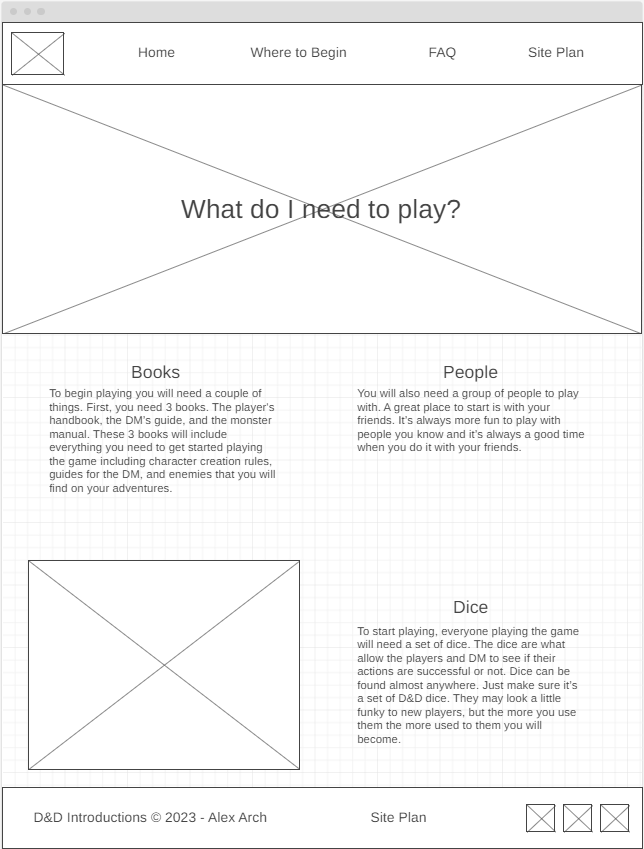 Home Where to Begin FAQ Site Plan
What do I need to play?
Books
To begin playing you will need a couple of
things. First, you need 3 books. The player's
handbook, the DM's guide, and the monster
manual. These 3 books will include
everything you need to get started playing
the game including character creation rules,
guides for the DM, and enemies that you will
find on your adventures.
People
You will also need a group of people to play
with. A great place to start is with your
friends. It's always more fun to play with
people you know and it's always a good time
when you do it with your friends.
Dice
To start playing, everyone playing the game
will need a set of dice. The dice are what
allow the players and DM to see if their
actions are successful or not. Dice can be
found almost anywhere. Just make sure it's
a set of D&D dice. They may look a little
funky to new players, but the more you use
them the more used to them you will
become.
D&D Introductions © 2023 - Alex Arch Site Plan